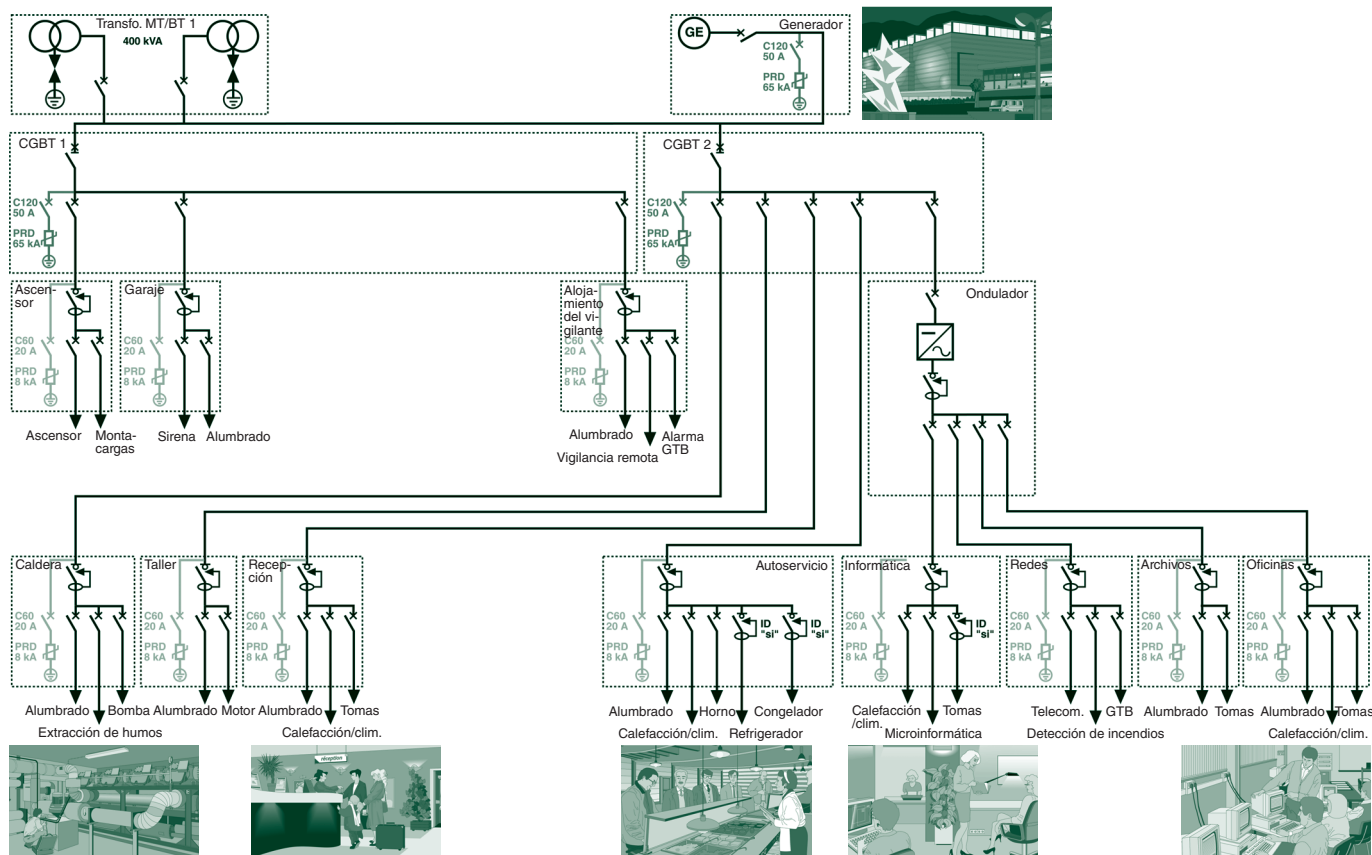 Transfo. MT/BT 1
400 kVA
GE
Generador
C120
50 A
PRD
65 kA
CGBT 1
CGBT 2
C120
50 A
PRD
65 kA
C120
50 A
PRD
65 kA
Ascen-
sor
C60
20 A
PRD
8 kA
Garaje
C60
20 A
PRD
8 kA
Aloja-
miento
del vi-
gilante
C60
20 A
PRD
8 kA
Ondulador
Ascensor
Monta-
cargas
Sirena
Alumbrado
Alumbrado
Vigilancia remota
Alarma
GTB
Caldera
C60
20 A
PRD
8 kA
Taller
C60
20 A
PRD
8 kA
Recep-
ción
C60
20 A
PRD
8 kA
Autoservicio
C60
20 A
PRD
8 kA
ID
"si"
ID
"si"
Informática
C60
20 A
PRD
8 kA
ID
"si"
Redes
C60
20 A
PRD
8 kA
Archivos
C60
20 A
PRD
8 kA
Oficinas
C60
20 A
PRD
8 kA
Alumbrado
Bomba
Extracción de humos
Alumbrado
Motor
Alumbrado
Tomas
Calefacción/clim.
Alumbrado
Horno
Congelador
Calefacción/clim.
Refrigerador
Calefacción
/clim.
Tomas
Microinformática
Telecom.
GTB
Detección de incendios
Alumbrado
Tomas
Alumbrado
Tomas
Calefacción/clim.
réception